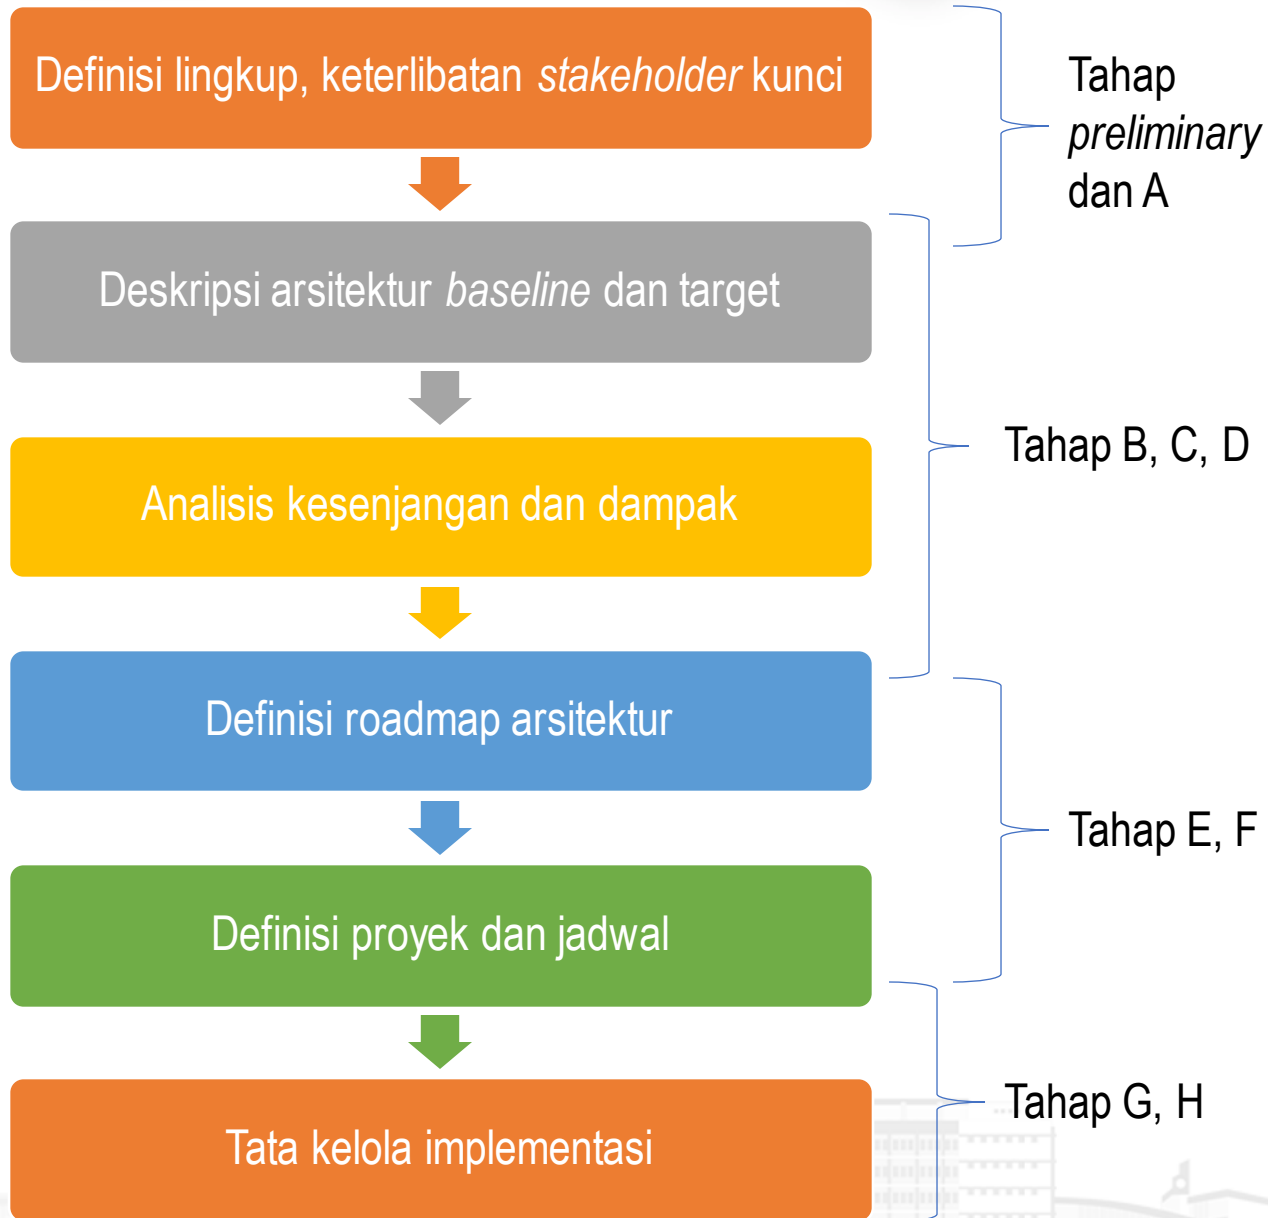 Definisi lingkup, keterlibatan stakeholder kunci
Tahap
preliminary
dan A
Deskripsi arsitektur baseline dan target
Tahap B, C, D
Analisis kesenjangan dan dampak
Definisi roadmap arsitektur
Tahap E, F
Definisi proyek dan jadwal
Tahap G, H
Tata kelola implementasi